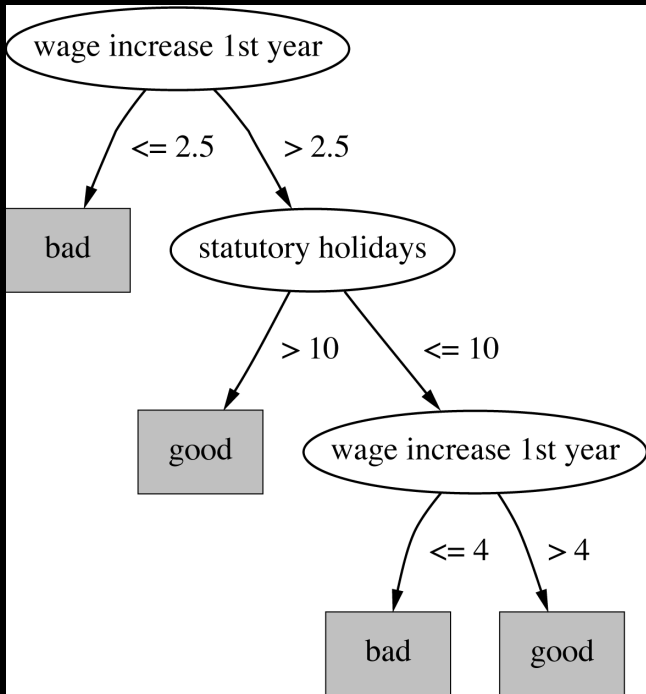 wage increase 1st year
<= 2.5
> 2.5
bad
statutory holidays
> 10
<= 10
good
wage increase 1st year
<= 4
> 4
bad
good